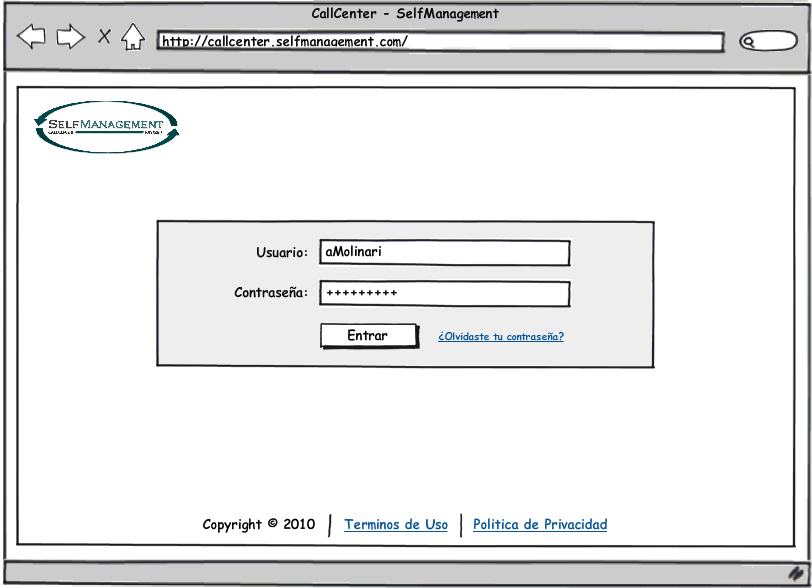 CallCenter - SelfManagement
http://callcenter.selfmanagement.com/
SELFMANAGEMENT
Usuario: aMolinari
Contraseña: +++++++++
Entrar ¿Olvidaste tu contraseña?
Copyright © 2010 | Terminos de Uso | Politica de Privacidad